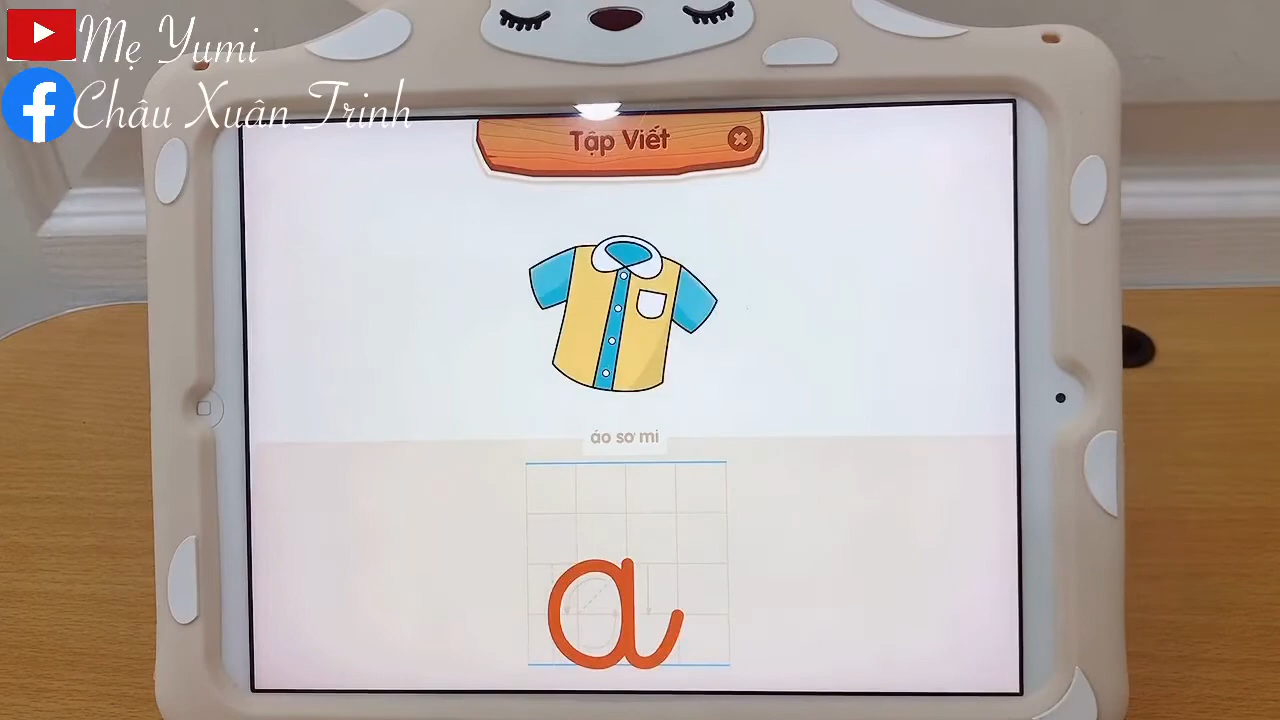 Mẹ Yumi
Châu Xuân Trinh
Tập Viết
áo sơ mi
a